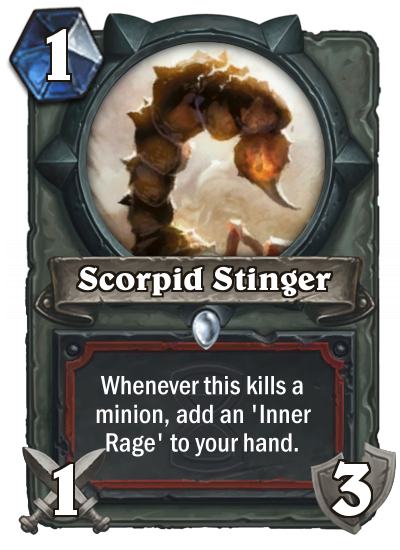 1
Scorpid Stinger
Whenever this kills a
minion, add an 'Inner
Rage' to your hand.
1
3